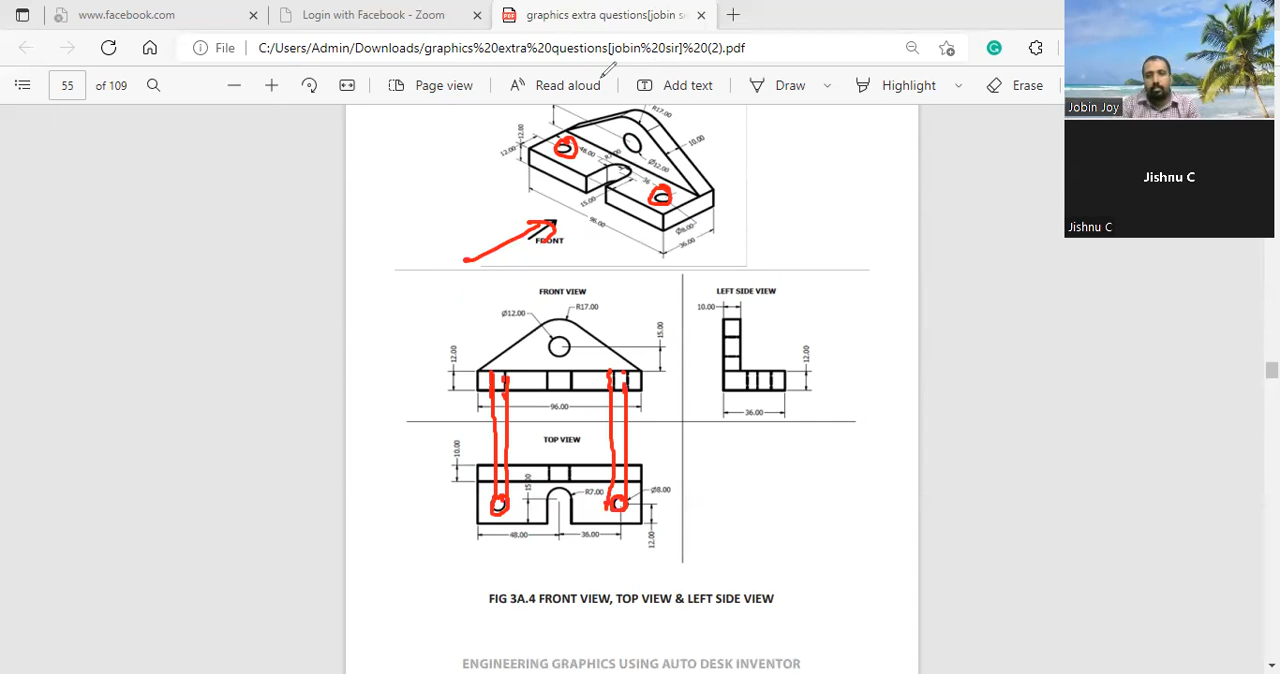 www.facebook.com
Login with Facebook - Zoom
graphics extra questions[jobin si
File
C:/Users/Admin/Downloads/graphics%20extra%20questions[jobin%20sir]%20(2).pdf
55 of 109
Page view
Read aloud
Add text
Draw
Highlight
Erase
Jobin Joy
Jishnu C
Jishnu C
R17.00
12.00
12.00
10.00
48.00
Ø12.00
36
15.00
96.00
Ø8.00
36.00
FRONT
FRONT VIEW
LEFT SIDE VIEW
Ø12.00
R17.00
10.00
15.00
12.00
12.00
96.00
36.00
TOP VIEW
10.00
R7.00
Ø8.00
48.00
36.00
12.00
FIG 3A.4 FRONT VIEW, TOP VIEW & LEFT SIDE VIEW
ENGINEERING GRAPHICS USING AUTO DESK INVENTOR